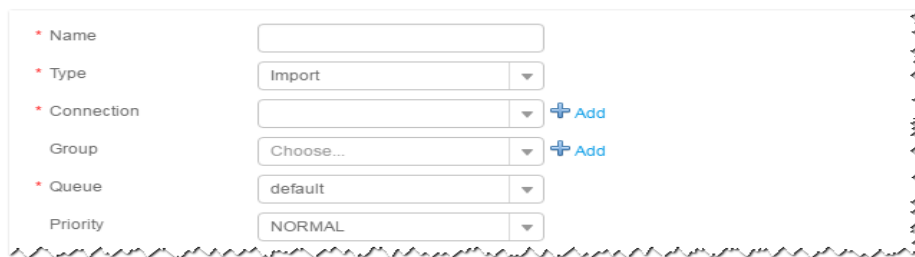 * Name
* Type Import
* Connection Add
Group Choose... Add
* Queue default
Priority NORMAL